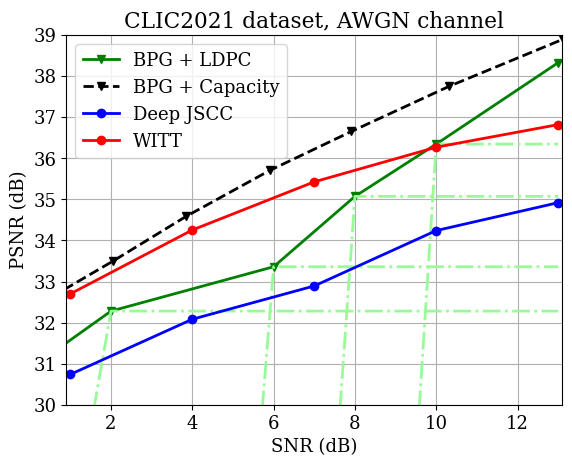 CLIC2021 dataset, AWGN channel
BPG + LDPC
BPG + Capacity
Deep JSCC
WITT
PSNR (dB)
39
38
37
36
35
34
33
32
31
30
2 4 6 8 10 12
SNR (dB)